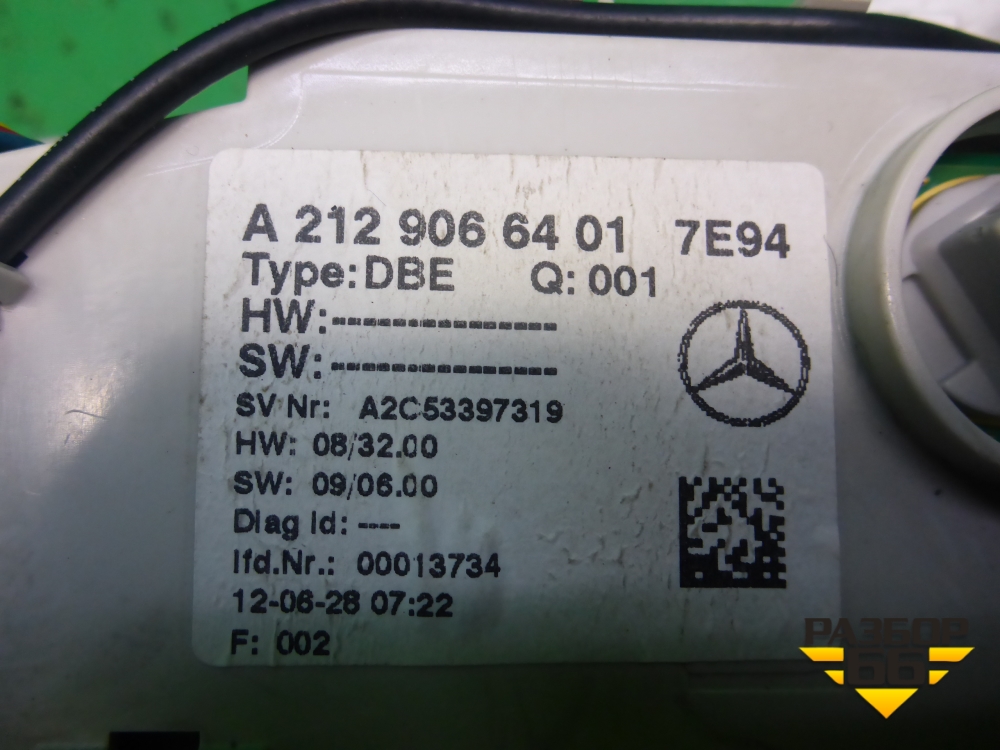 A 212 906 64 01 7E94
Type: DBE Q: 001
HW:---------------
SW:---------------
SV Nr: A2C53397319
HW: 08/32.00
SW: 09/06.00
Diag Id: ----
lfd.Nr.: 00013734
12-06-28 07:22
F: 002
РАЗБОР
66